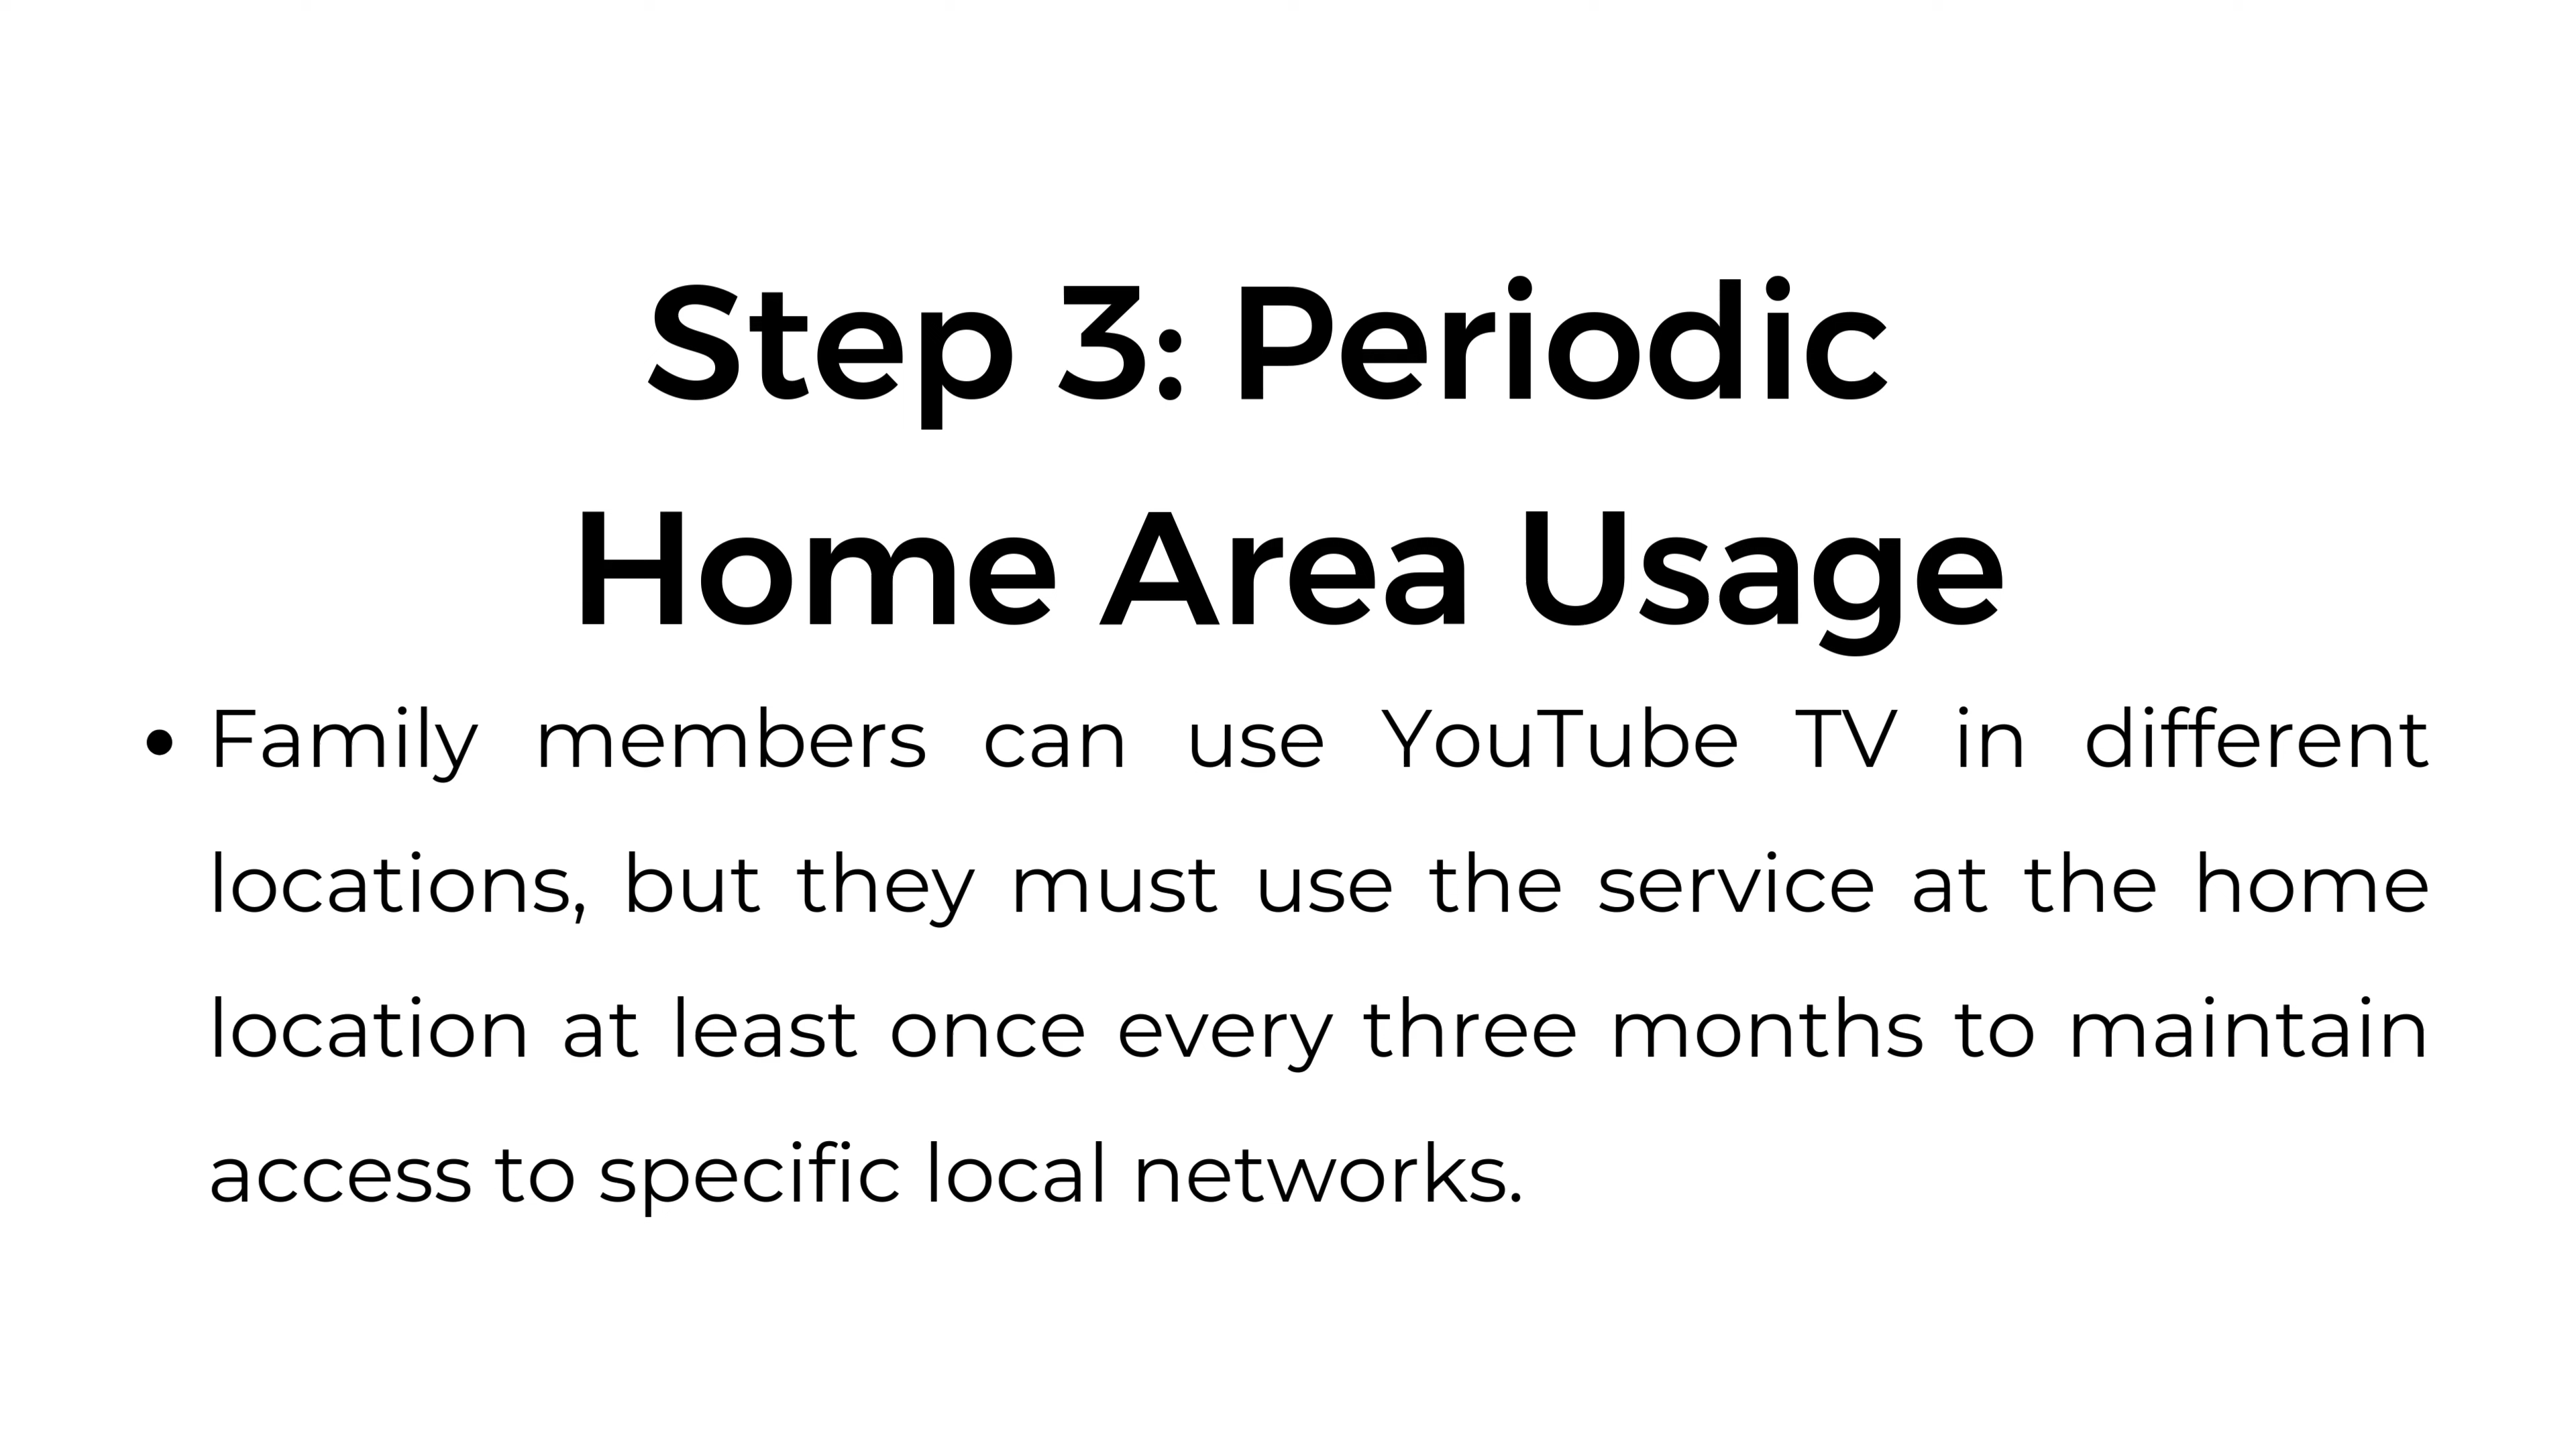 Step 3: Periodic
Home Area Usage
• Family members can use YouTube TV in different
locations, but they must use the service at the home
location at least once every three months to maintain
access to specific local networks.